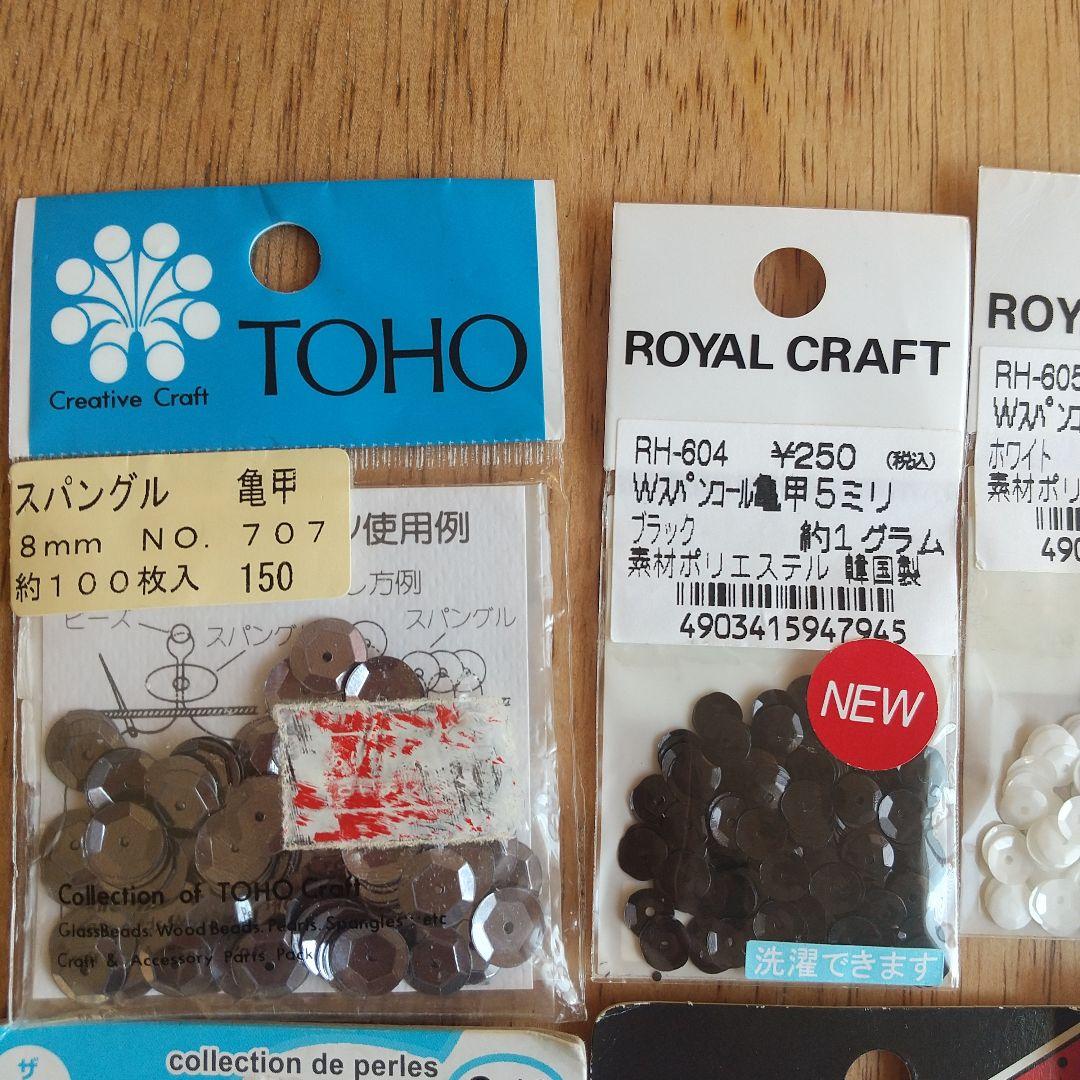 Creative Craft
TOHO
スパングル 亀甲
8mm NO. 707
約100枚入 150
使用例
し方例
ビーズ
スパング
スパングル
Collection of TOHO Craft
GlassBeads. Wood Beads. Pearls. Spangles etc
Craft & Accessory Parts Pack
ROYAL CRAFT
RH-604 ¥250 (税込)
Wスパンコール亀甲5ミリ
ブラック 約1グラム
素材ポリエステル 韓国製
4903415947945
NEW
洗濯できます
ROY
RH-605
Wスパンコ
ホワイト
素材ポリ
490
ザ
collection de perles